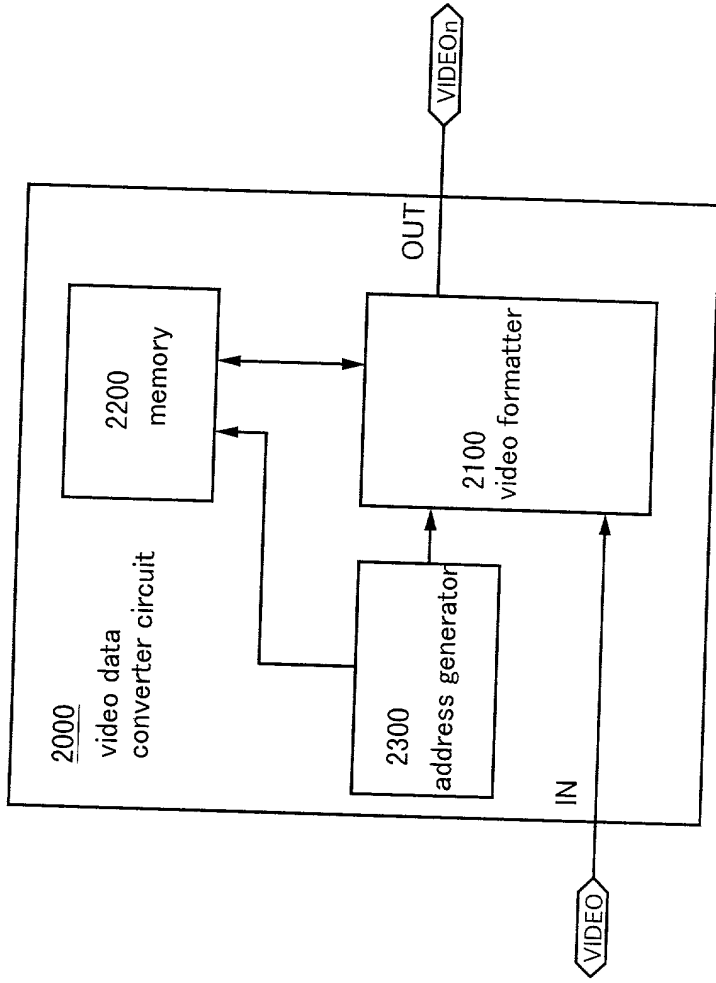 2000
video data
converter circuit
2200
memory
2300
address generator
2100
video formatter
IN
OUT
VIDEO
VIDEOn